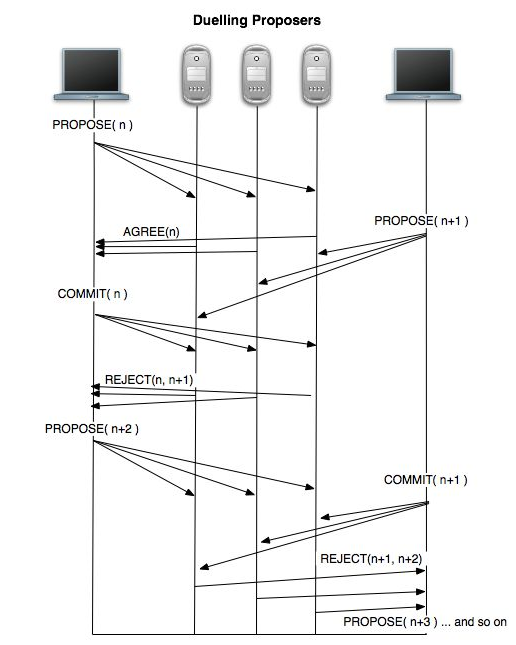 Duelling Proposers
PROPOSE( n )
PROPOSE( n+1 )
AGREE(n)
COMMIT( n )
REJECT(n, n+1)
PROPOSE( n+2 )
COMMIT( n+1 )
REJECT(n+1, n+2)
PROPOSE( n+3 ) ... and so on